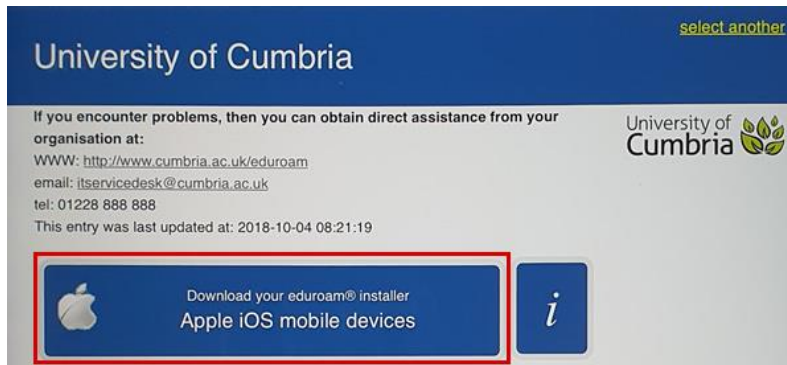 select another
University of Cumbria
If you encounter problems, then you can obtain direct assistance from your
organisation at:
WWW: http://www.cumbria.ac.uk/eduroam
email: itservicedesk@cumbria.ac.uk
tel: 01228 888 888
This entry was last updated at: 2018-10-04 08:21:19
University of
Cumbria
Download your eduroam® installer
Apple iOS mobile devices
i